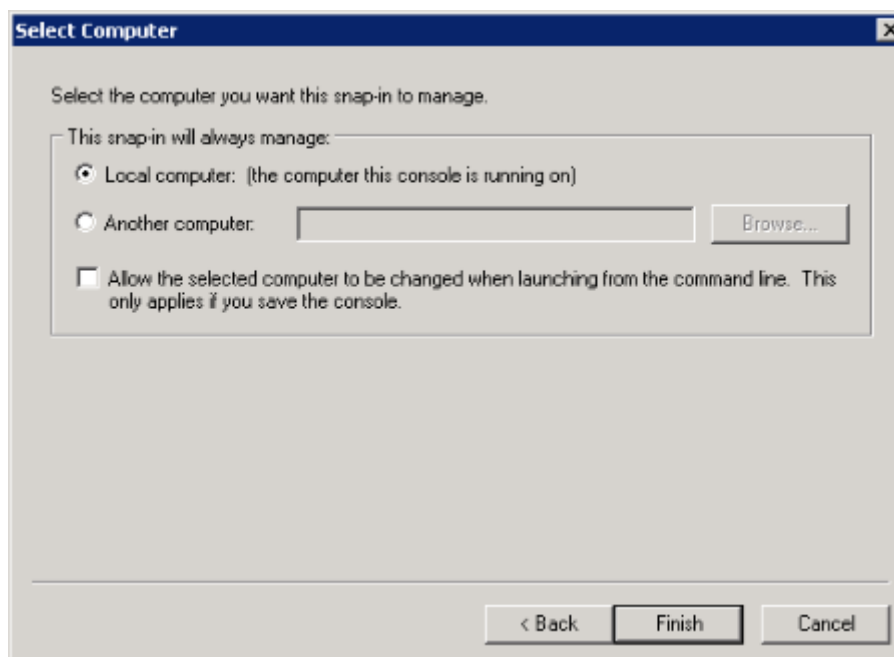 Select Computer
Select the computer you want this snap-in to manage.
This snap-in will always manage:
Local computer: (the computer this console is running on)
Another computer:
Browse...
Allow the selected computer to be changed when launching from the command line. This
only applies if you save the console.
< Back
Finish
Cancel